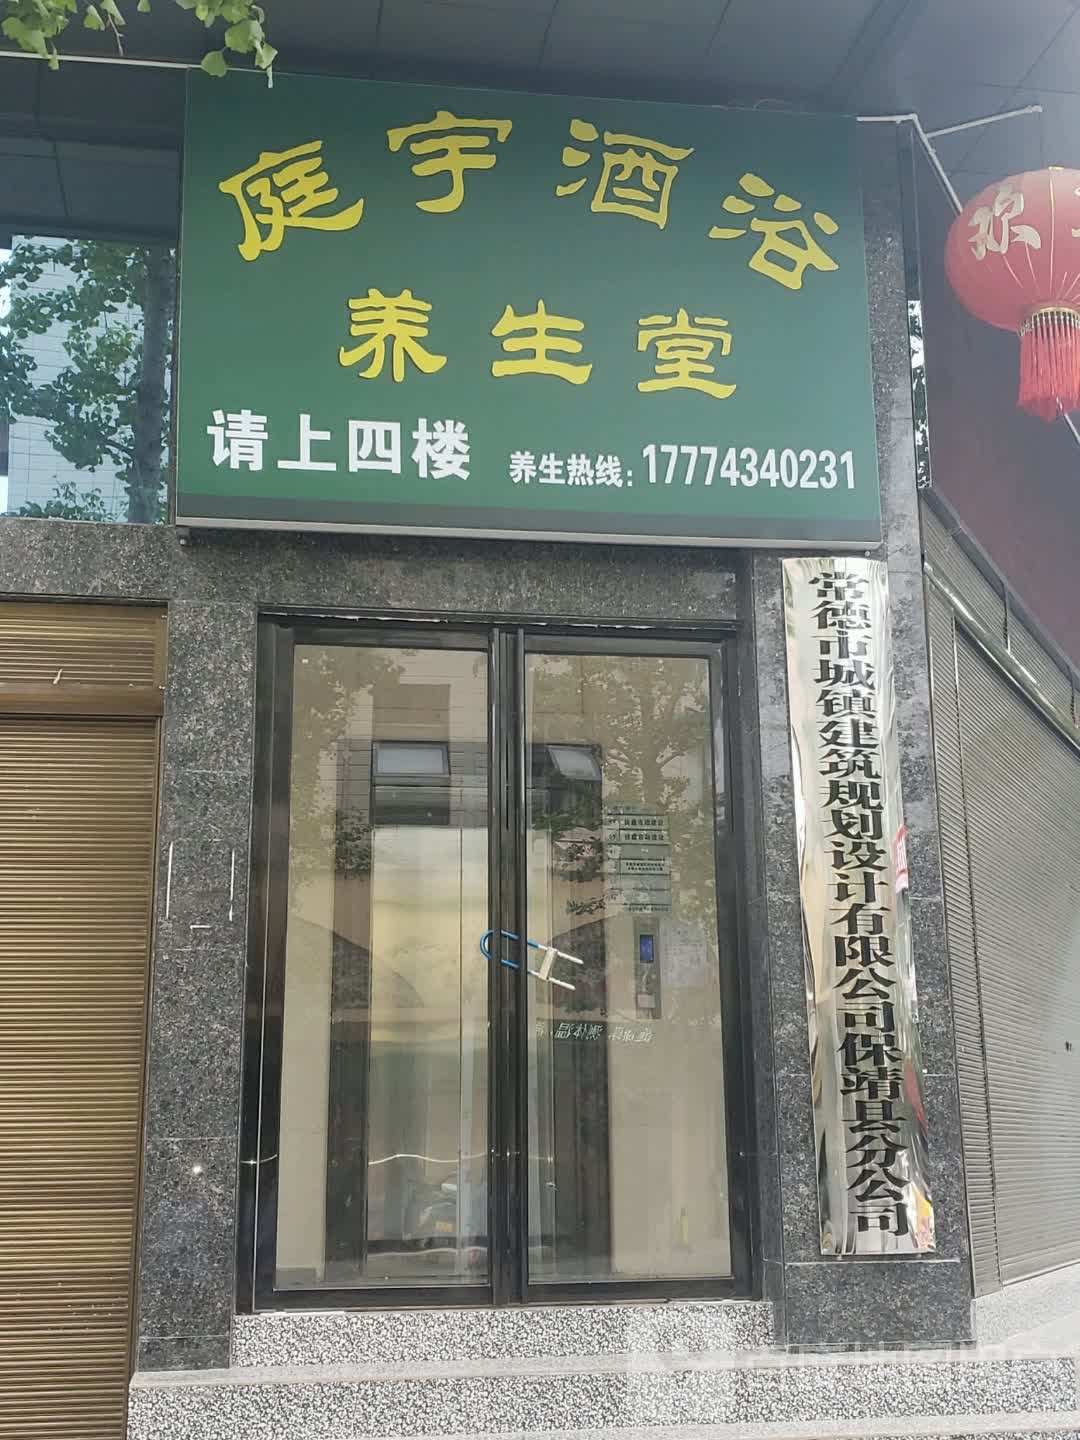 庭宇酒浴
养生堂
请上四楼
养生热线：17774340231
常德市城镇建筑规划设计有限公司保靖县分公司